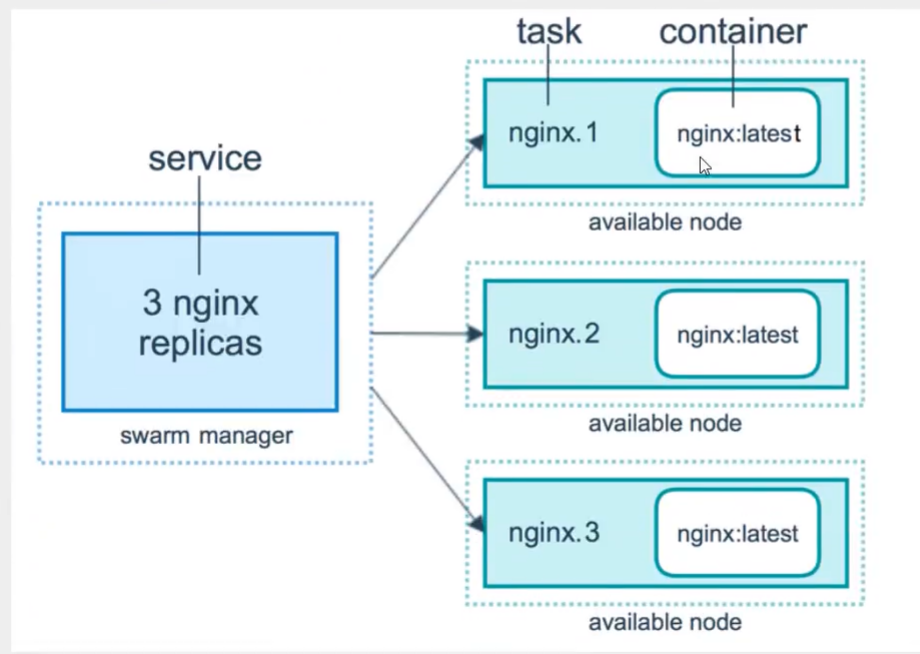 service
3 nginx
replicas
swarm manager
task
container
nginx.1
nginx:latest
available node
nginx.2
nginx:latest
available node
nginx.3
nginx:latest
available node